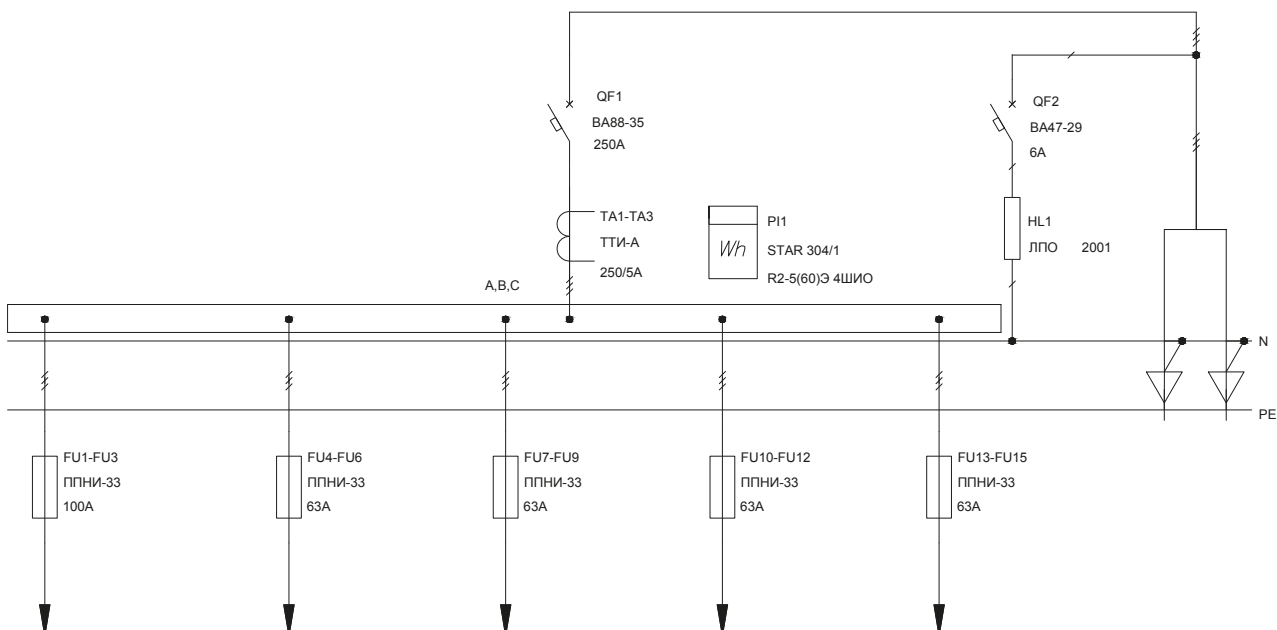 QF1
ВА88-35
250А
QF2
ВА47-29
6А
ТА1-ТА3
ТТИ-А
250/5А
PI1
Wh
STAR 304/1
R2-5(60)Э 4ШИО
HL1
ЛПО 2001
A,B,C
N
PE
FU1-FU3
ППНИ-33
100А
FU4-FU6
ППНИ-33
63А
FU7-FU9
ППНИ-33
63А
FU10-FU12
ППНИ-33
63А
FU13-FU15
ППНИ-33
63А